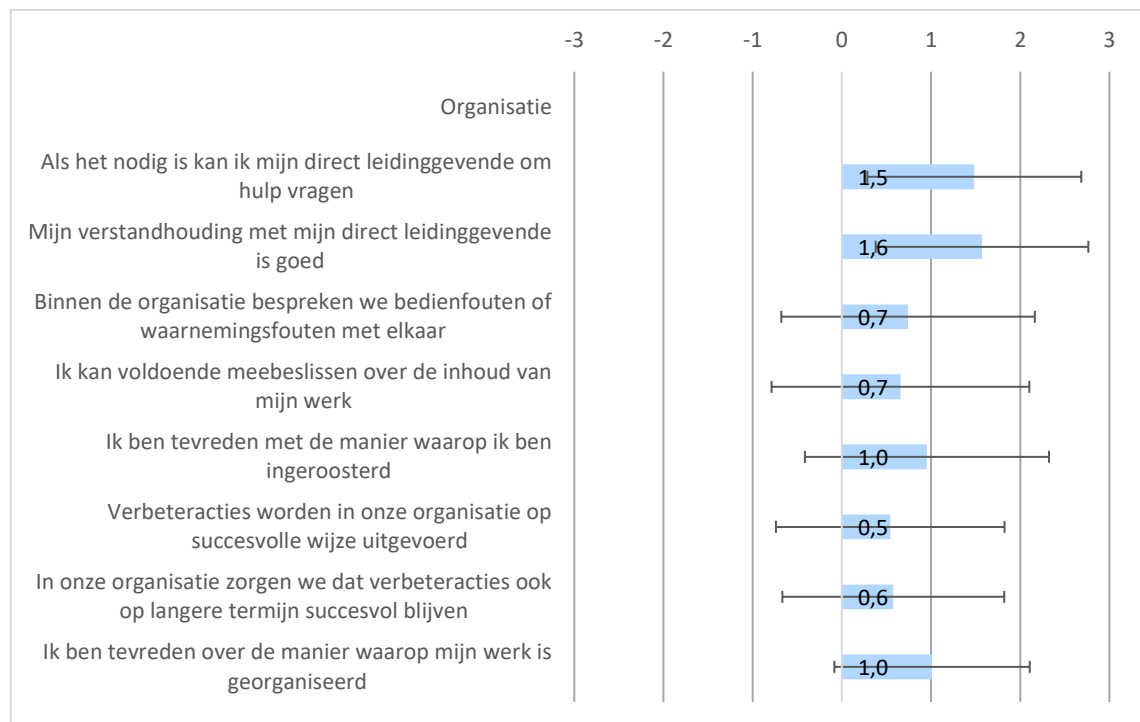 -3 -2 -1 0 1 2 3
Organisatie
Als het nodig is kan ik mijn direct leidinggevende om
hulp vragen
1,5
Mijn verstandhouding met mijn direct leidinggevende
is goed
1,6
Binnen de organisatie bespreken we bedienfouten of
waarnemingsfouten met elkaar
0,7
Ik kan voldoende meebeslissen over de inhoud van
mijn werk
0,7
Ik ben tevreden met de manier waarop ik ben
ingeroosterd
1,0
Verbeteracties worden in onze organisatie op
succesvolle wijze uitgevoerd
0,5
In onze organisatie zorgen we dat verbeteracties ook
op langere termijn succesvol blijven
0,6
Ik ben tevreden over de manier waarop mijn werk is
georganiseerd
1,0